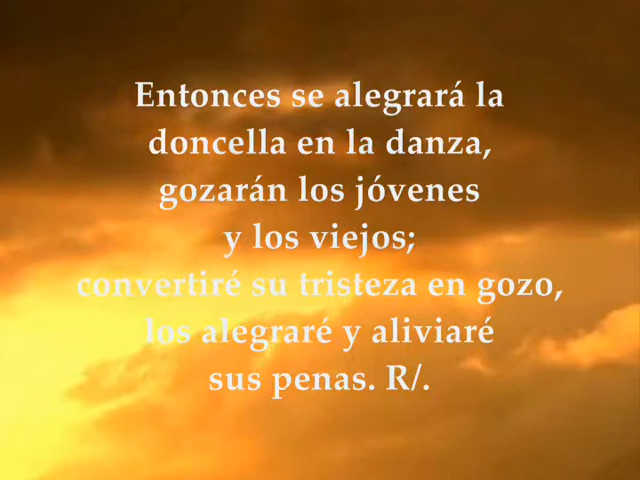 Entonces se alegrará la
doncella en la danza,
gozarán los jóvenes
y los viejos;
convertiré su tristeza en gozo,
los alegraré y aliviaré
sus penas. R/.